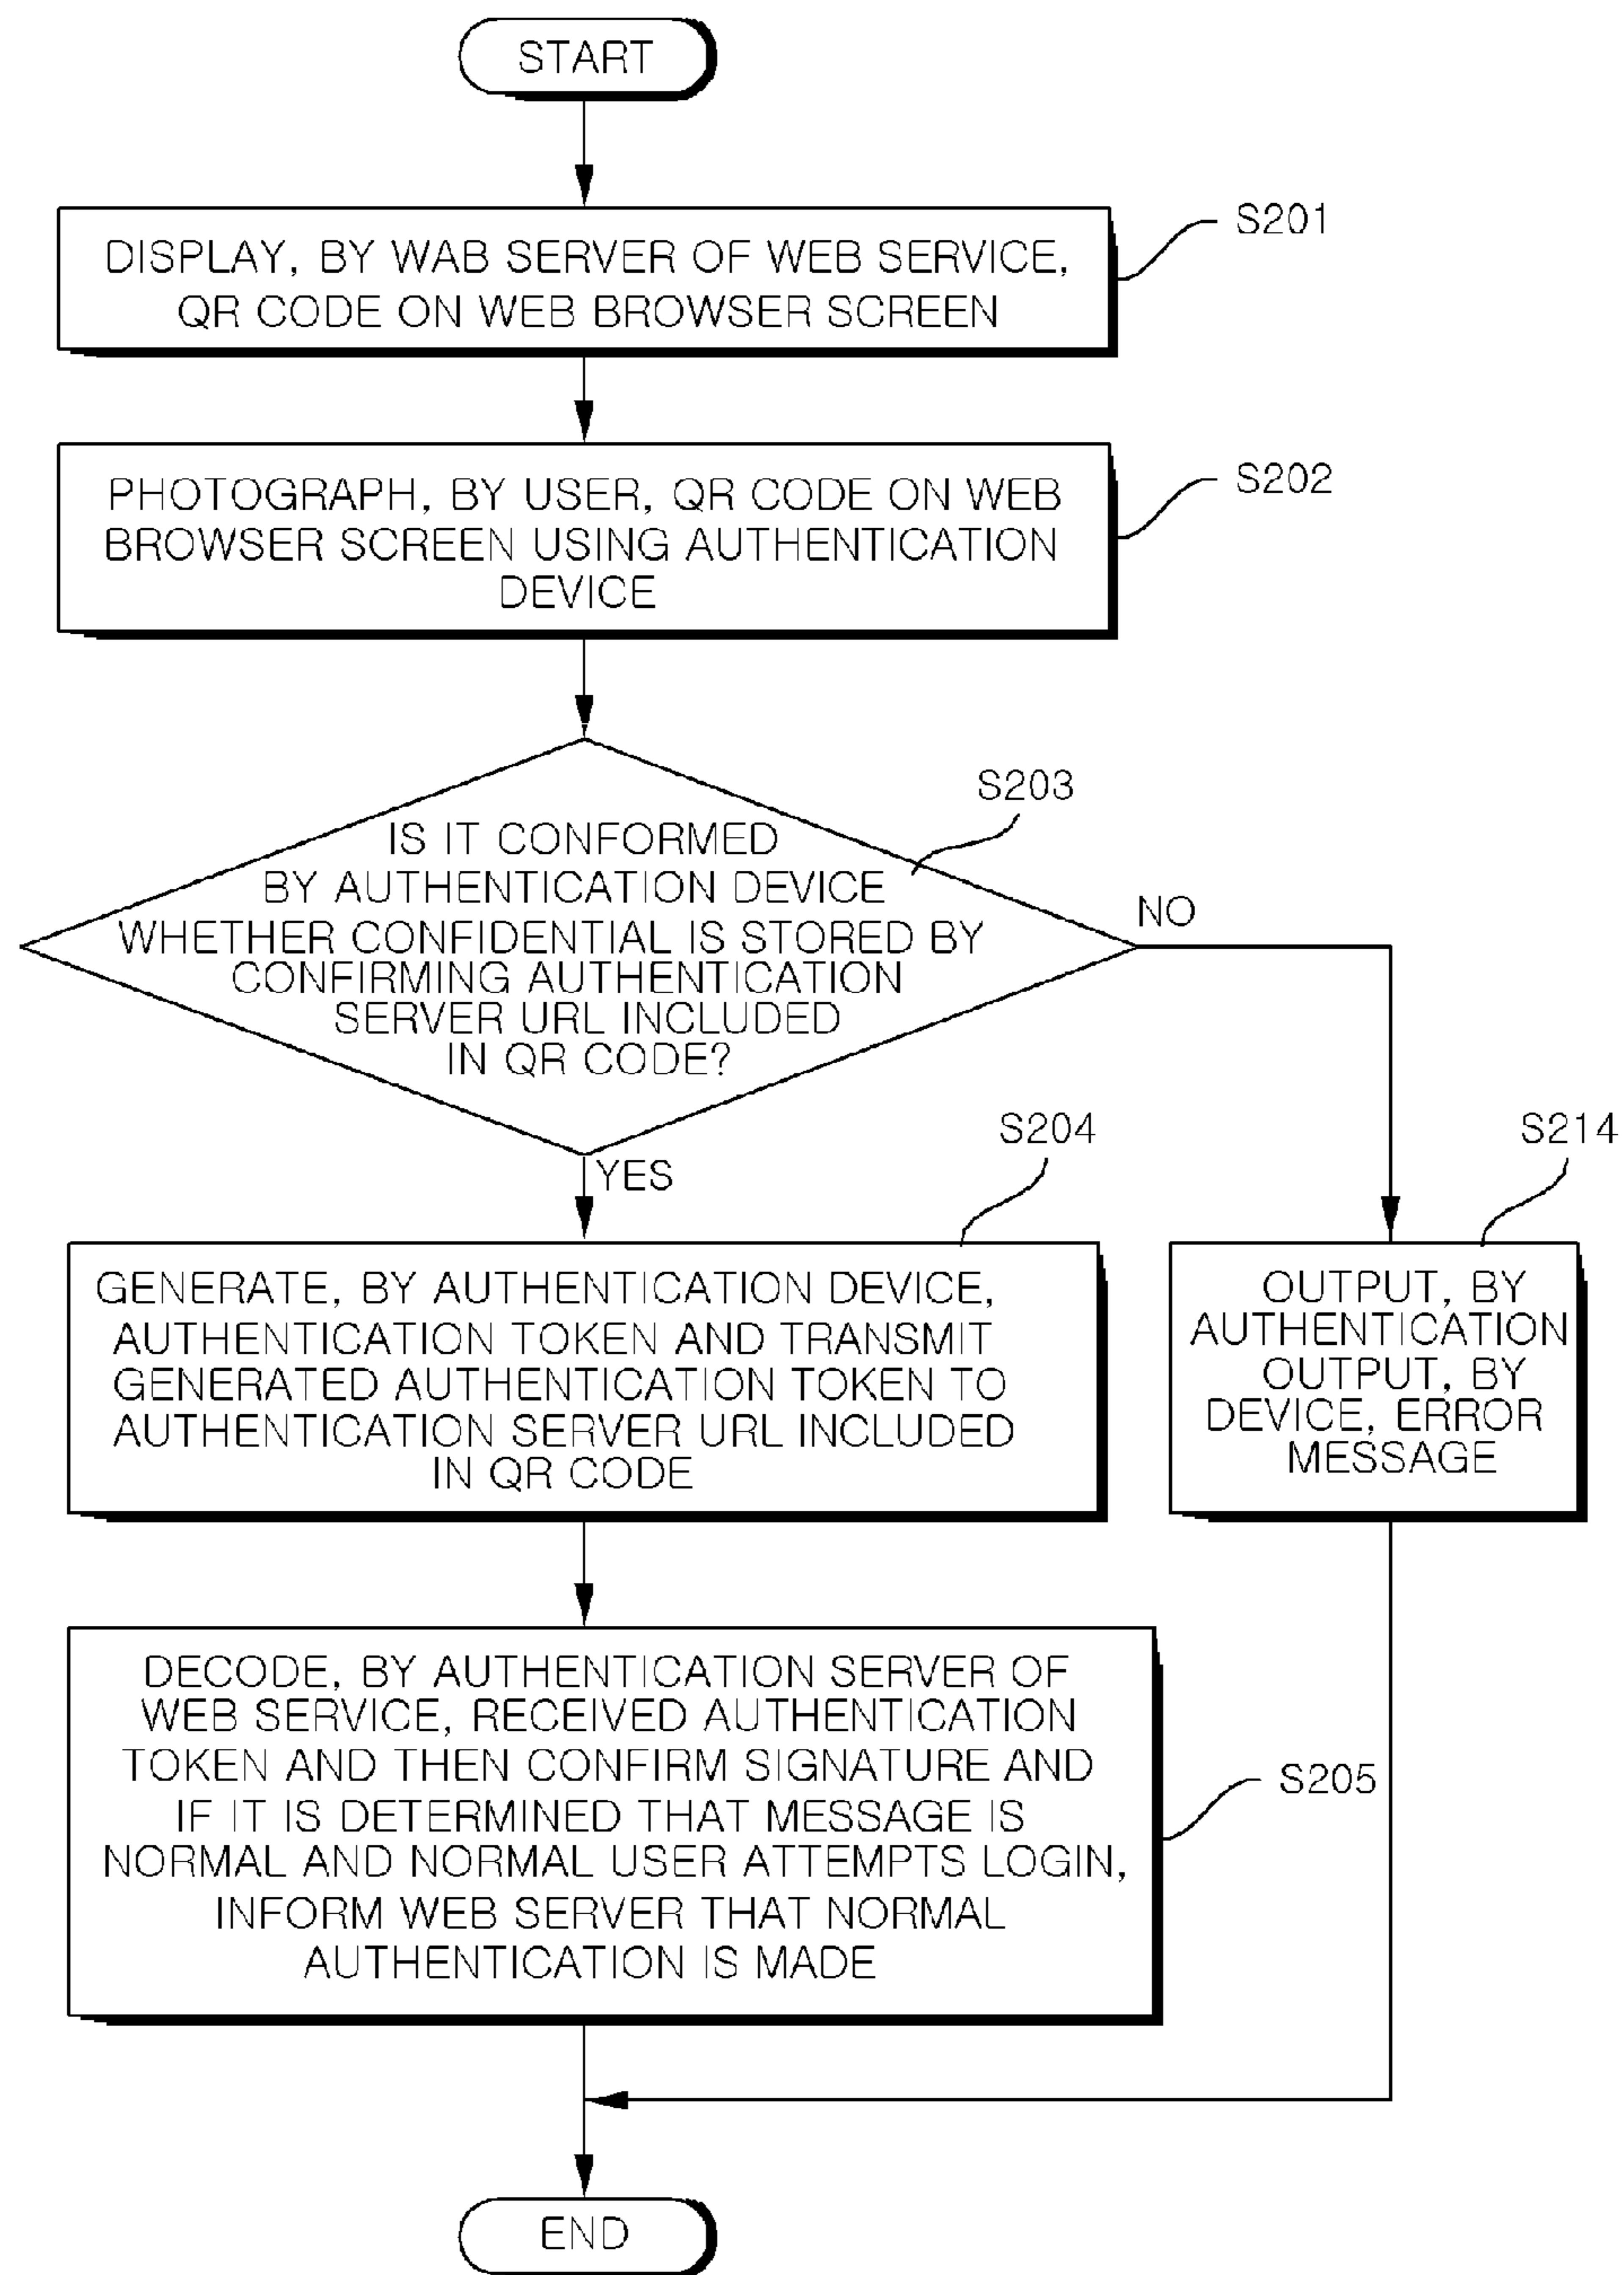 START
S201
DISPLAY, BY WAB SERVER OF WEB SERVICE,
QR CODE ON WEB BROWSER SCREEN
S202
PHOTOGRAPH, BY USER, QR CODE ON WEB
BROWSER SCREEN USING AUTHENTICATION
DEVICE
S203
IS IT CONFORMED
BY AUTHENTICATION DEVICE
WHETHER CONFIDENTIAL IS STORED BY
CONFIRMING AUTHENTICATION
SERVER URL INCLUDED
IN QR CODE?
NO
YES
S204
GENERATE, BY AUTHENTICATION DEVICE,
AUTHENTICATION TOKEN AND TRANSMIT
GENERATED AUTHENTICATION TOKEN TO
AUTHENTICATION SERVER URL INCLUDED
IN QR CODE
S214
OUTPUT, BY
AUTHENTICATION
OUTPUT, BY
DEVICE, ERROR
MESSAGE
DECODE, BY AUTHENTICATION SERVER OF
WEB SERVICE, RECEIVED AUTHENTICATION
TOKEN AND THEN CONFIRM SIGNATURE AND
IF IT IS DETERMINED THAT MESSAGE IS
NORMAL AND NORMAL USER ATTEMPTS LOGIN,
INFORM WEB SERVER THAT NORMAL
AUTHENTICATION IS MADE
S205
END